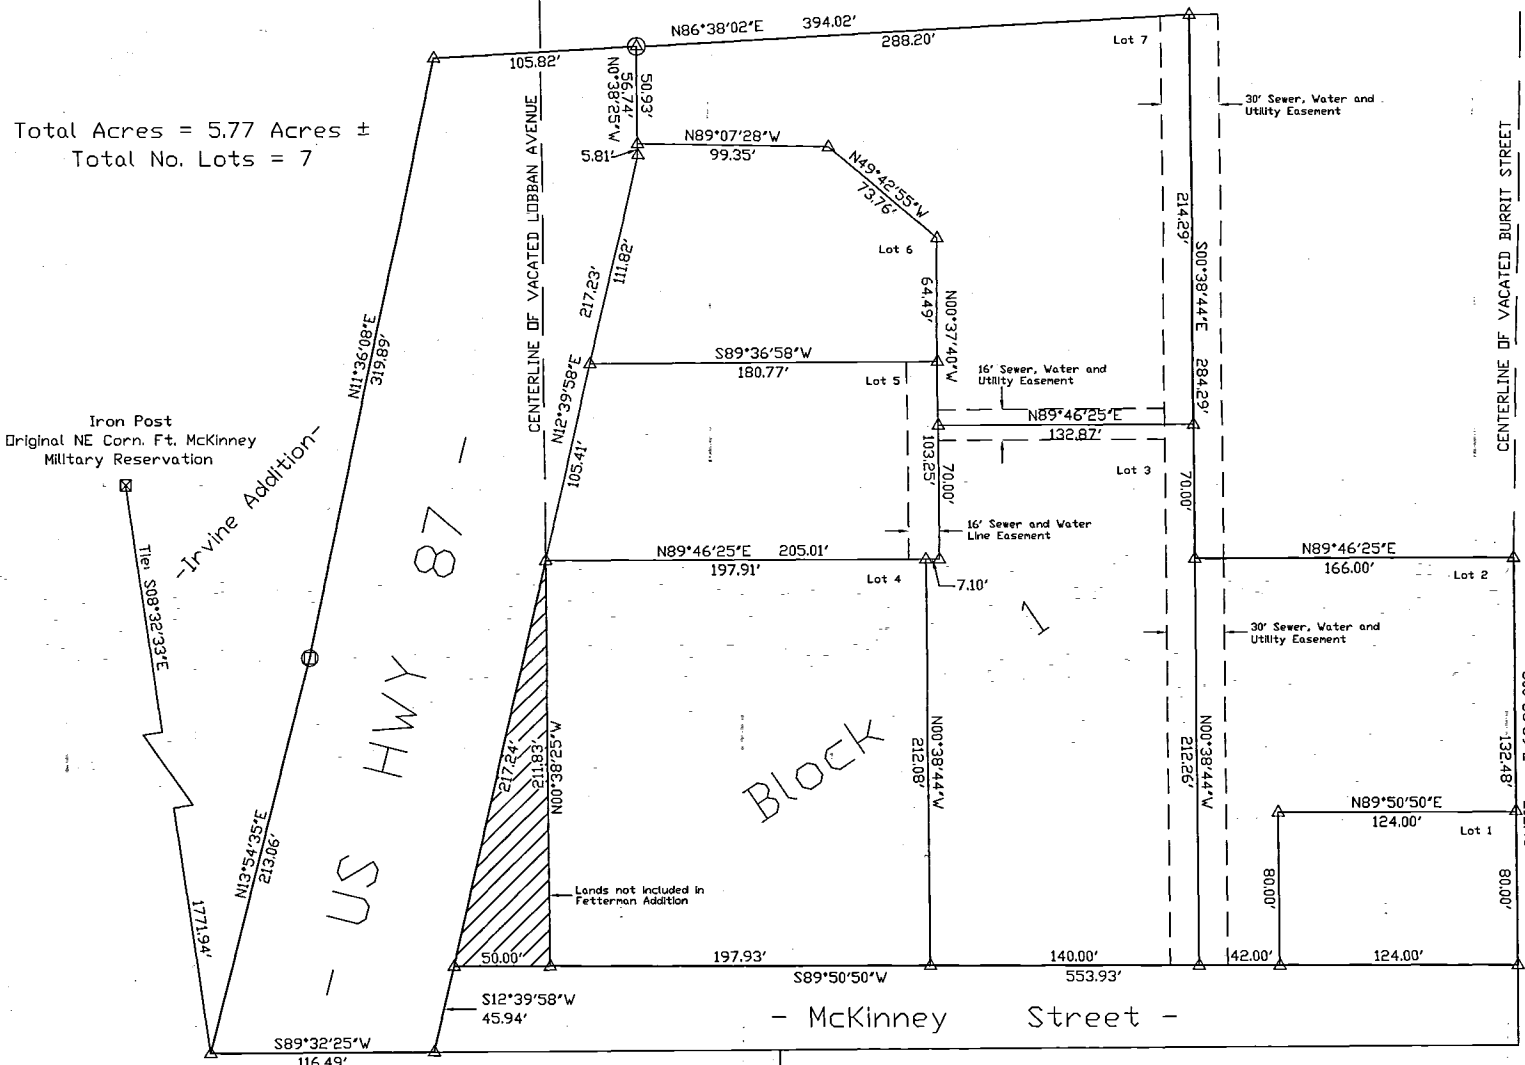 N86°38'02"E 394.02'
288.20'
105.82'
Lot 7
Total Acres = 5.77 Acres ±
Total No. Lots = 7
CENTERLINE OF VACATED LOBBAN AVENUE
N0°38'25"W
56.74'
50.93'
5.81'
N89°07'28"W
99.35'
N49°42'55"W
73.76'
30' Sewer, Water and
Utility Easement
CENTERLINE OF VACATED BURRIT STREET
Lot 6
64.49'
N00°37'40"W
214.29'
S00°38'44"E 284.29'
217.23'
111.82'
N12°39'58"E
105.41'
N11°36'08"E
319.89'
S89°36'58"W
180.77'
Lot 5
16' Sewer, Water and
Utility Easement
N89°46'25"E
132.87'
Lot 3
103.25'
70.00'
70.00'
Iron Post
Original NE Corn. Ft. McKinney
Military Reservation
-Irvine Addition-
Tie: S08°32'33"E
1771.94'
16' Sewer and Water
Line Easement
N89°46'25"E 205.01'
197.91'
Lot 4
7.10'
N89°46'25"E
166.00'
Lot 2
30' Sewer, Water and
Utility Easement
- US HWY 87 -
Block 1
217.24'
211.83'
N00°38'25"W
212.08'
N00°38'44"W
212.26'
N00°38'44"W
132.48'
N89°50'50"E
124.00'
Lot 1
80.00'
80.00'
N13°54'35"E
213.06'
Lands not included in
Fetterman Addition
50.00'
197.93'
140.00'
42.00'
124.00'
S89°50'50"W
553.93'
S12°39'58"W
45.94'
- McKinney Street -
S89°32'25"W
116.49'